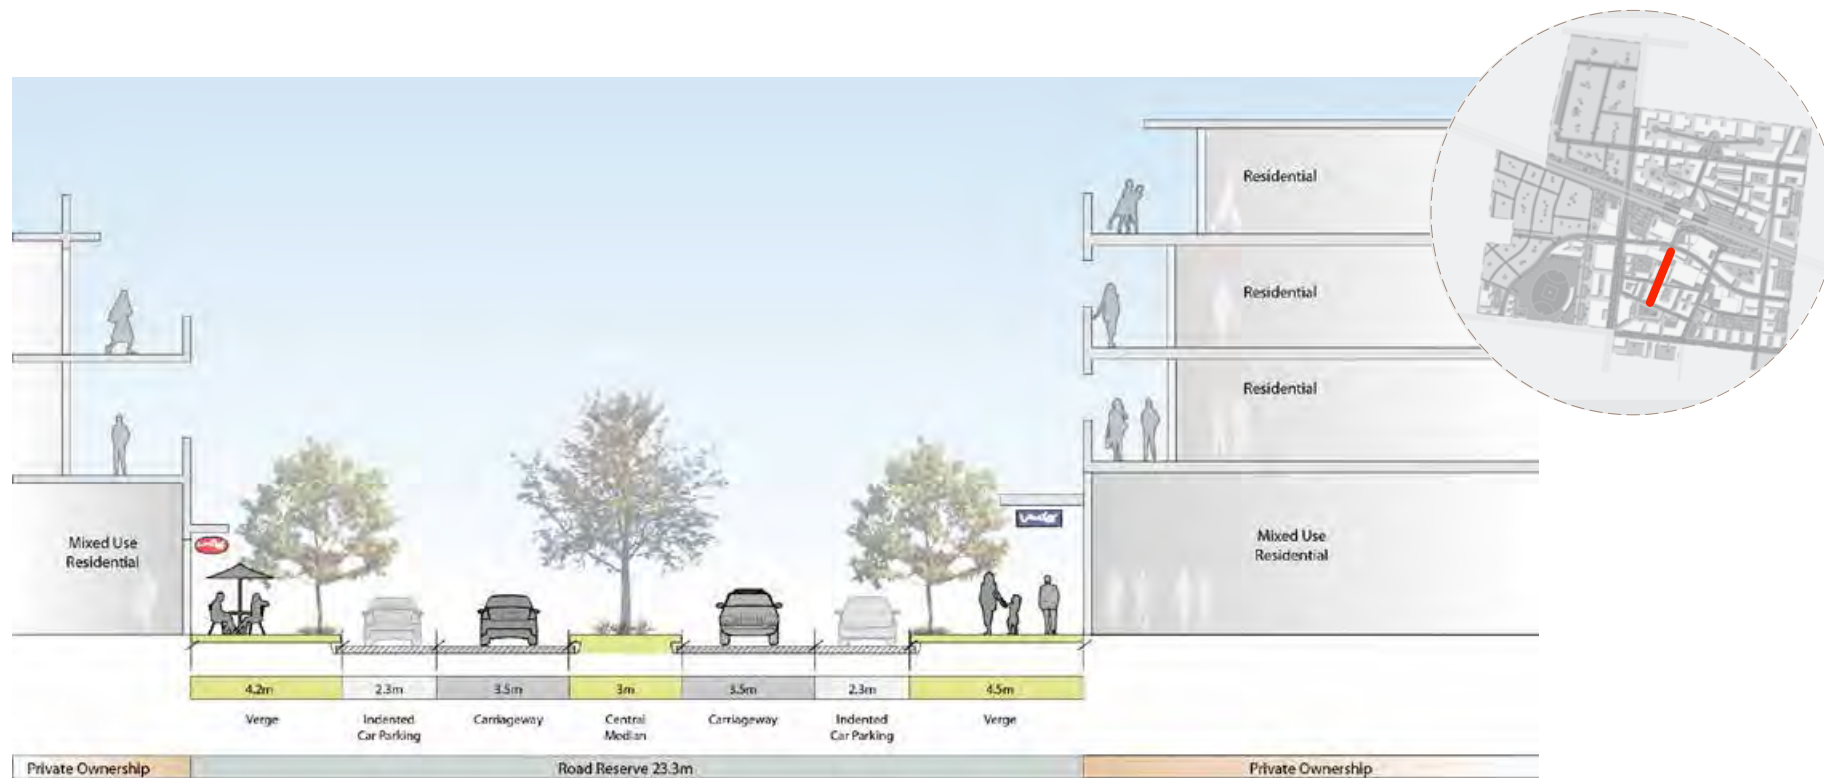 Residential
Residential
Residential
Mixed Use
Residential
Mixed Use
Residential
4.2m
2.3m
3.5m
3m
3.5m
2.3m
4.5m
Verge
Indented
Car Parking
Carriageway
Central
Median
Carriageway
Indented
Car Parking
Verge
Private Ownership
Road Reserve 23.3m
Private Ownership